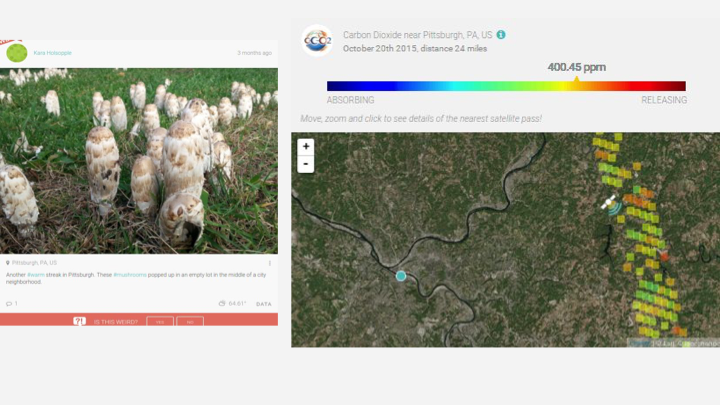 Kara Holsopple
3 months ago
Pittsburgh, PA, US
Another #warm streak in Pittsburgh. These #mushrooms popped up in an empty lot in the middle of a city
neighborhood.
1
64.61°
DATA
?!
IS THIS WEIRD?
Carbon Dioxide near Pittsburgh, PA, US
October 20th 2015, distance 24 miles
400.45 ppm
ABSORBING
RELEASING
Move, zoom and click to see details of the nearest satellite pass!
+
-